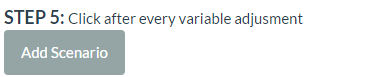 STEP 5: Click after every variable adjusment
Add Scenario